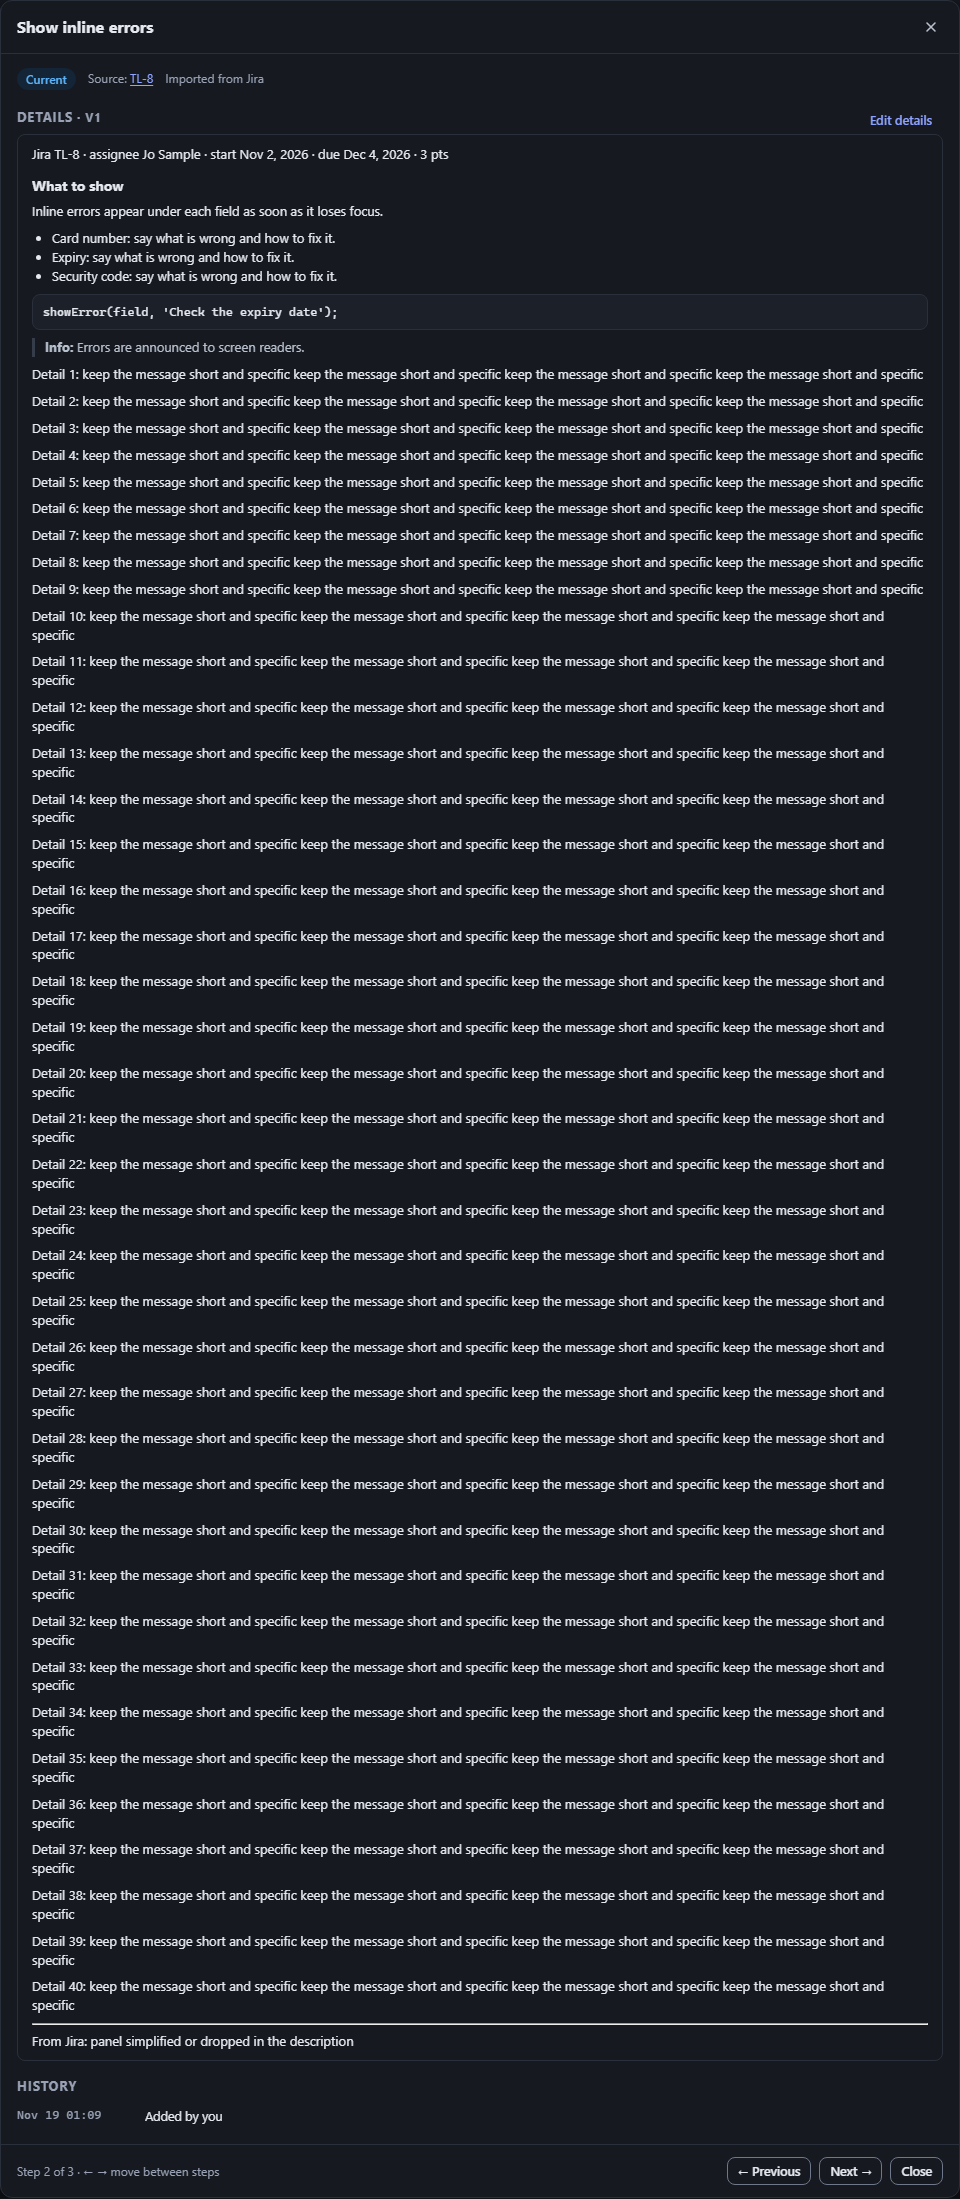 Show inline errors ×
Current Source: TL-8 Imported from Jira
DETAILS · V1 Edit details
Jira TL-8 · assignee Jo Sample · start Nov 2, 2026 · due Dec 4, 2026 · 3 pts
What to show
Inline errors appear under each field as soon as it loses focus.
• Card number: say what is wrong and how to fix it.
• Expiry: say what is wrong and how to fix it.
• Security code: say what is wrong and how to fix it.
showError(field, 'Check the expiry date');
Info: Errors are announced to screen readers.
Detail 1: keep the message short and specific keep the message short and specific keep the message short and specific keep the message short and specific
Detail 2: keep the message short and specific keep the message short and specific keep the message short and specific keep the message short and specific
Detail 3: keep the message short and specific keep the message short and specific keep the message short and specific keep the message short and specific
Detail 4: keep the message short and specific keep the message short and specific keep the message short and specific keep the message short and specific
Detail 5: keep the message short and specific keep the message short and specific keep the message short and specific keep the message short and specific
Detail 6: keep the message short and specific keep the message short and specific keep the message short and specific keep the message short and specific
Detail 7: keep the message short and specific keep the message short and specific keep the message short and specific keep the message short and specific
Detail 8: keep the message short and specific keep the message short and specific keep the message short and specific keep the message short and specific
Detail 9: keep the message short and specific keep the message short and specific keep the message short and specific keep the message short and specific
Detail 10: keep the message short and specific keep the message short and specific keep the message short and specific keep the message short and
specific
Detail 11: keep the message short and specific keep the message short and specific keep the message short and specific keep the message short and
specific
Detail 12: keep the message short and specific keep the message short and specific keep the message short and specific keep the message short and
specific
Detail 13: keep the message short and specific keep the message short and specific keep the message short and specific keep the message short and
specific
Detail 14: keep the message short and specific keep the message short and specific keep the message short and specific keep the message short and
specific
Detail 15: keep the message short and specific keep the message short and specific keep the message short and specific keep the message short and
specific
Detail 16: keep the message short and specific keep the message short and specific keep the message short and specific keep the message short and
specific
Detail 17: keep the message short and specific keep the message short and specific keep the message short and specific keep the message short and
specific
Detail 18: keep the message short and specific keep the message short and specific keep the message short and specific keep the message short and
specific
Detail 19: keep the message short and specific keep the message short and specific keep the message short and specific keep the message short and
specific
Detail 20: keep the message short and specific keep the message short and specific keep the message short and specific keep the message short and
specific
Detail 21: keep the message short and specific keep the message short and specific keep the message short and specific keep the message short and
specific
Detail 22: keep the message short and specific keep the message short and specific keep the message short and specific keep the message short and
specific
Detail 23: keep the message short and specific keep the message short and specific keep the message short and specific keep the message short and
specific
Detail 24: keep the message short and specific keep the message short and specific keep the message short and specific keep the message short and
specific
Detail 25: keep the message short and specific keep the message short and specific keep the message short and specific keep the message short and
specific
Detail 26: keep the message short and specific keep the message short and specific keep the message short and specific keep the message short and
specific
Detail 27: keep the message short and specific keep the message short and specific keep the message short and specific keep the message short and
specific
Detail 28: keep the message short and specific keep the message short and specific keep the message short and specific keep the message short and
specific
Detail 29: keep the message short and specific keep the message short and specific keep the message short and specific keep the message short and
specific
Detail 30: keep the message short and specific keep the message short and specific keep the message short and specific keep the message short and
specific
Detail 31: keep the message short and specific keep the message short and specific keep the message short and specific keep the message short and
specific
Detail 32: keep the message short and specific keep the message short and specific keep the message short and specific keep the message short and
specific
Detail 33: keep the message short and specific keep the message short and specific keep the message short and specific keep the message short and
specific
Detail 34: keep the message short and specific keep the message short and specific keep the message short and specific keep the message short and
specific
Detail 35: keep the message short and specific keep the message short and specific keep the message short and specific keep the message short and
specific
Detail 36: keep the message short and specific keep the message short and specific keep the message short and specific keep the message short and
specific
Detail 37: keep the message short and specific keep the message short and specific keep the message short and specific keep the message short and
specific
Detail 38: keep the message short and specific keep the message short and specific keep the message short and specific keep the message short and
specific
Detail 39: keep the message short and specific keep the message short and specific keep the message short and specific keep the message short and
specific
Detail 40: keep the message short and specific keep the message short and specific keep the message short and specific keep the message short and
specific
From Jira: panel simplified or dropped in the description
HISTORY
Nov 19 01:09 Added by you
Step 2 of 3 · ← → move between steps ← Previous Next → Close